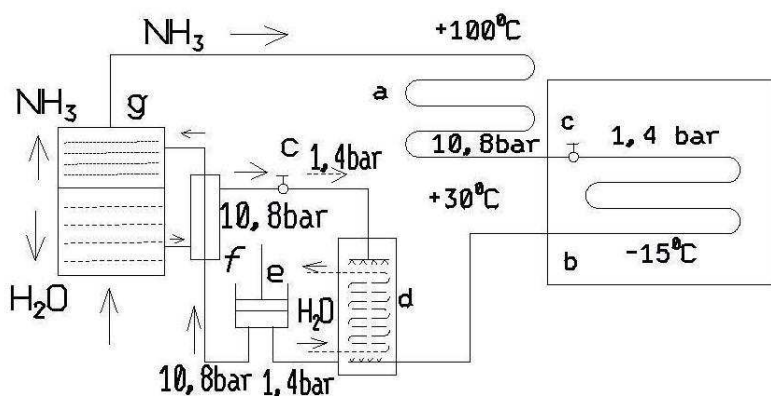 NH₃
+100⁰C
NH₃
g
a
c
1,4 bar
C
1,4bar
10,8bar
+30⁰C
10,8bar
f
e
d
b
-15⁰C
H₂O
H₂O
10,8bar
1,4bar